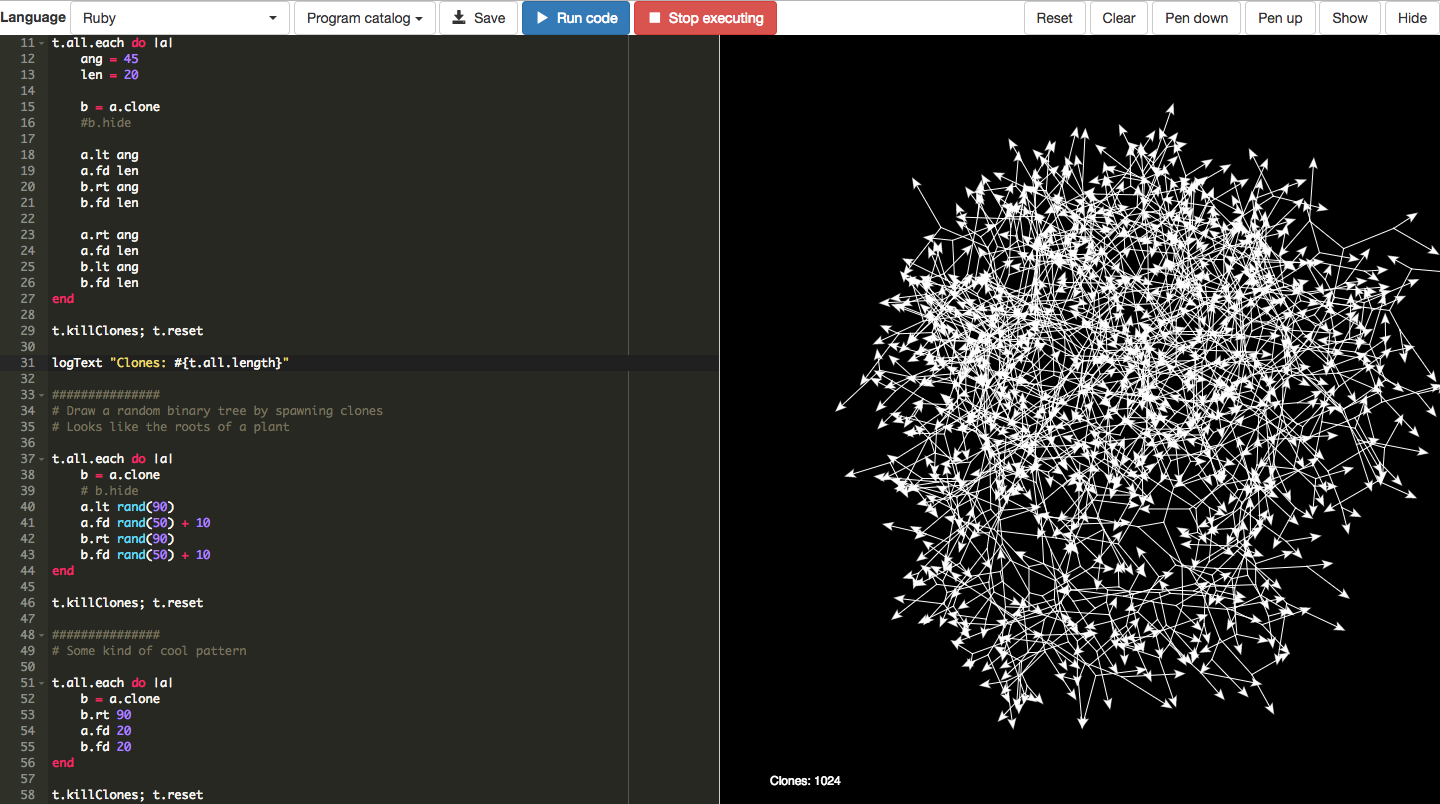 Language Ruby Program catalog Save Run code Stop executing Reset Clear Pen down Pen up Show Hide
11 t.all.each do |a|
12 ang = 45
13 len = 20
14
15 b = a.clone
16 #b.hide
17
18 a.lt ang
19 a.fd len
20 b.rt ang
21 b.fd len
22
23 a.rt ang
24 a.fd len
25 b.lt ang
26 b.fd len
27 end
28
29 t.killClones; t.reset
30
31 logText "Clones: #{t.all.length}"
32
33 ###############
34 # Draw a random binary tree by spawning clones
35 # Looks like the roots of a plant
36
37 t.all.each do |a|
38 b = a.clone
39 # b.hide
40 a.lt rand(90)
41 a.fd rand(50) + 10
42 b.rt rand(90)
43 b.fd rand(50) + 10
44 end
45
46 t.killClones; t.reset
47
48 ###############
49 # Some kind of cool pattern
50
51 t.all.each do |a|
52 b = a.clone
53 b.rt 90
54 a.fd 20
55 b.fd 20
56 end
57
58 t.killClones; t.reset
Clones: 1024